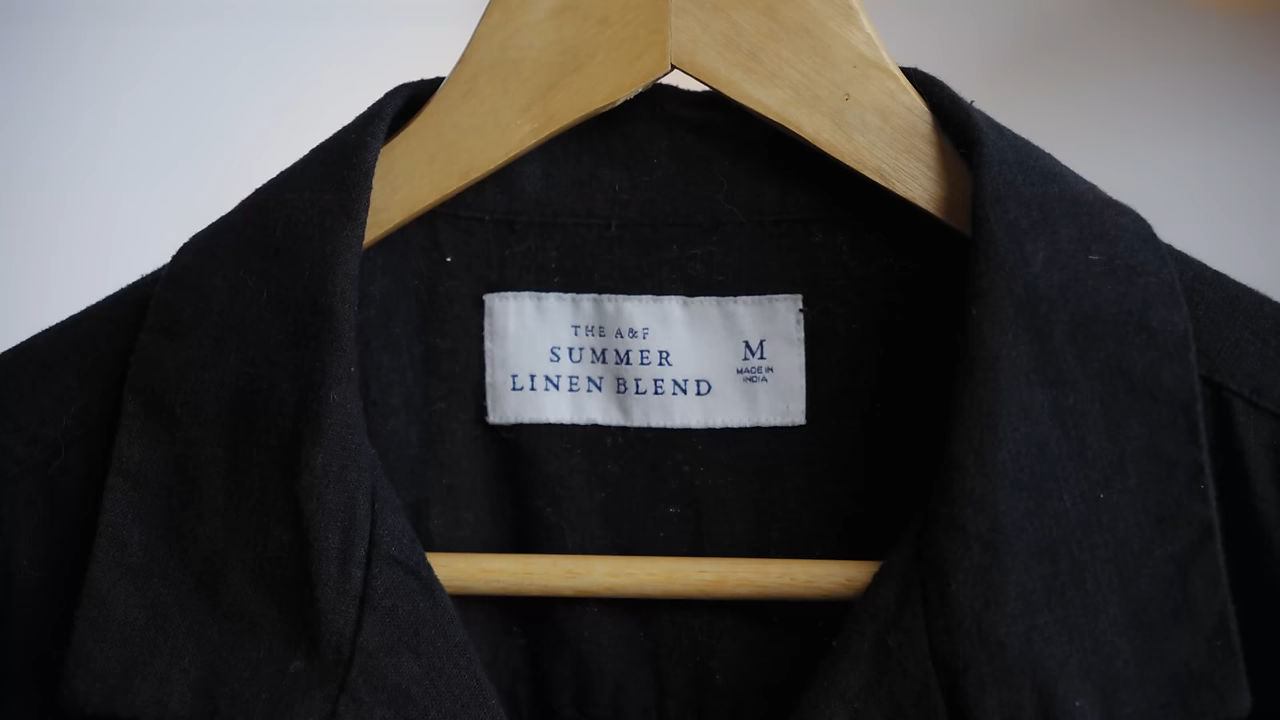 THE A&F
SUMMER
LINEN BLEND
M
MADE IN
INDIA